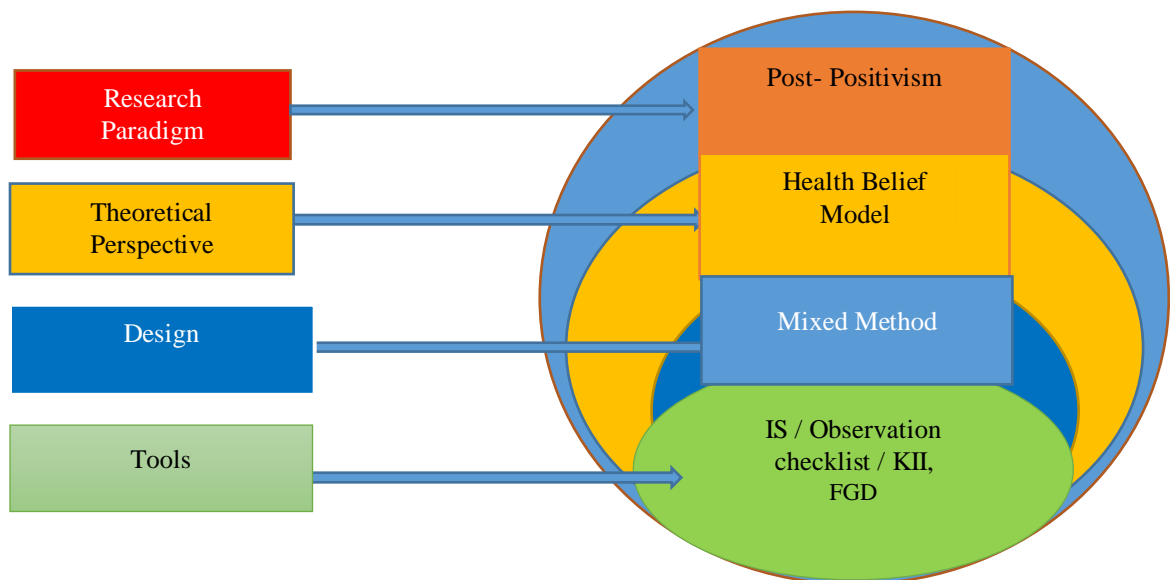 Research
Paradigm
Post- Positivism
Theoretical
Perspective
Health Belief
Model
Design
Mixed Method
Tools
IS / Observation
checklist / KII,
FGD